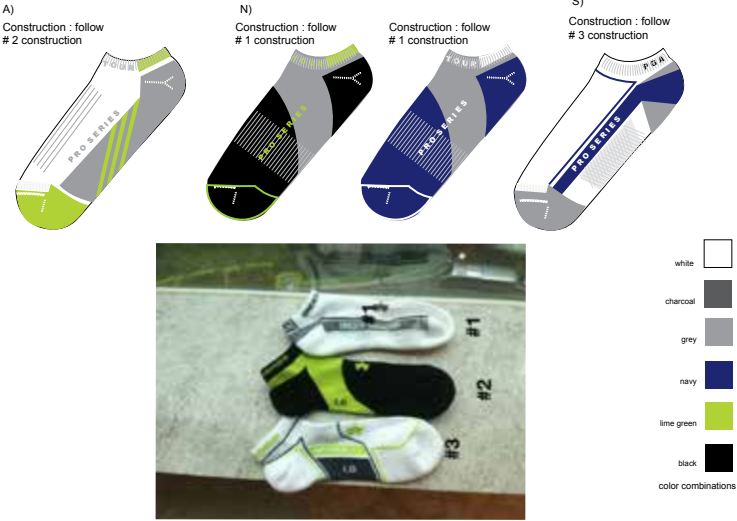 A)
Construction : follow
# 2 construction
TOUR
PRO SERIES
N)
Construction : follow
# 1 construction
PRO SERIES
Construction : follow
# 1 construction
TOUR
PRO SERIES
S)
Construction : follow
# 3 construction
PGA
PRO SERIES
white
charcoal
grey
navy
lime green
black
color combinations
#1
#1
#2
#3